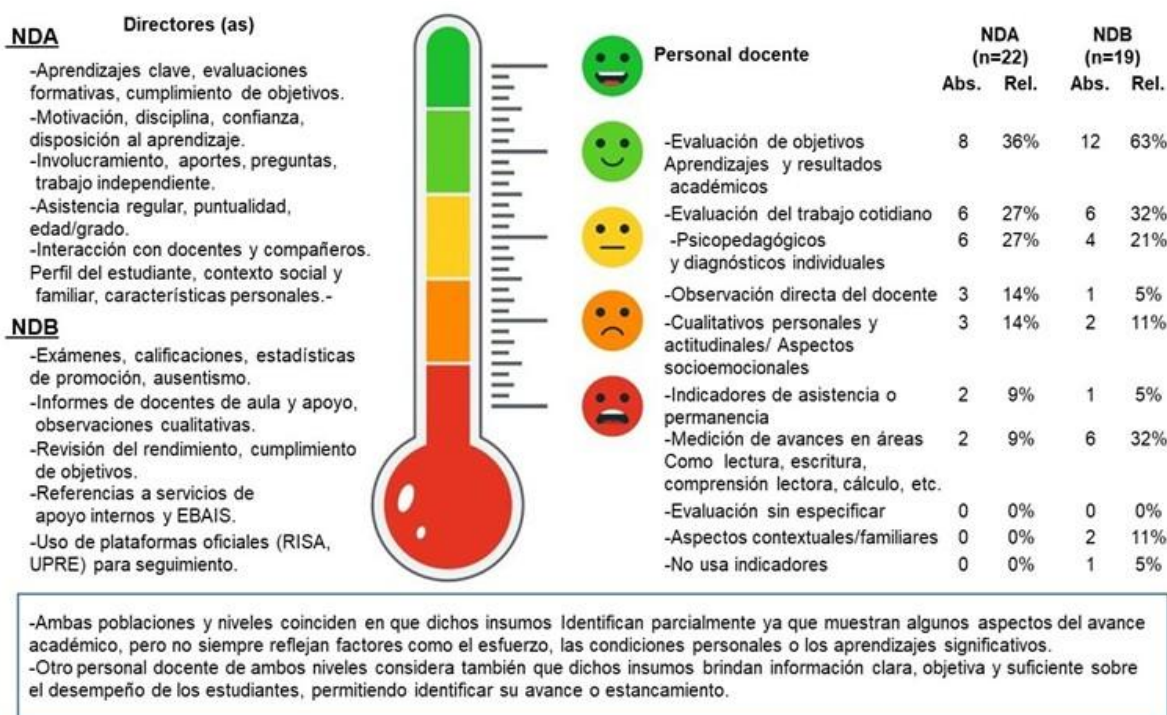 Directores (as)
NDA
-Aprendizajes clave, evaluaciones
formativas, cumplimiento de objetivos.
-Motivación, disciplina, confianza,
disposición al aprendizaje.
-Involucramiento, aportes, preguntas,
trabajo independiente.
-Asistencia regular, puntualidad,
edad/grado.
-Interacción con docentes y compañeros.
Perfil del estudiante, contexto social y
familiar, características personales.-
NDB
-Exámenes, calificaciones, estadísticas
de promoción, ausentismo.
-Informes de docentes de aula y apoyo,
observaciones cualitativas.
-Revisión del rendimiento, cumplimiento
de objetivos.
-Referencias a servicios de
apoyo internos y EBAIS.
-Uso de plataformas oficiales (RISA,
UPRE) para seguimiento.
Personal docente
NDA NDB
(n=22) (n=19)
Abs. Rel. Abs. Rel.
-Evaluación de objetivos 8 36% 12 63%
Aprendizajes y resultados
académicos
-Evaluación del trabajo cotidiano 6 27% 6 32%
-Psicopedagógicos 6 27% 4 21%
y diagnósticos individuales
-Observación directa del docente 3 14% 1 5%
-Cualitativos personales y 3 14% 2 11%
actitudinales/ Aspectos
socioemocionales
-Indicadores de asistencia o 2 9% 1 5%
permanencia
-Medición de avances en áreas 2 9% 6 32%
Como lectura, escritura,
comprensión lectora, cálculo, etc.
-Evaluación sin especificar 0 0% 0 0%
-Aspectos contextuales/familiares 0 0% 2 11%
-No usa indicadores 0 0% 1 5%
-Ambas poblaciones y niveles coinciden en que dichos insumos Identifican parcialmente ya que muestran algunos aspectos del avance
académico, pero no siempre reflejan factores como el esfuerzo, las condiciones personales o los aprendizajes significativos.
-Otro personal docente de ambos niveles considera también que dichos insumos brindan información clara, objetiva y suficiente sobre
el desempeño de los estudiantes, permitiendo identificar su avance o estancamiento.